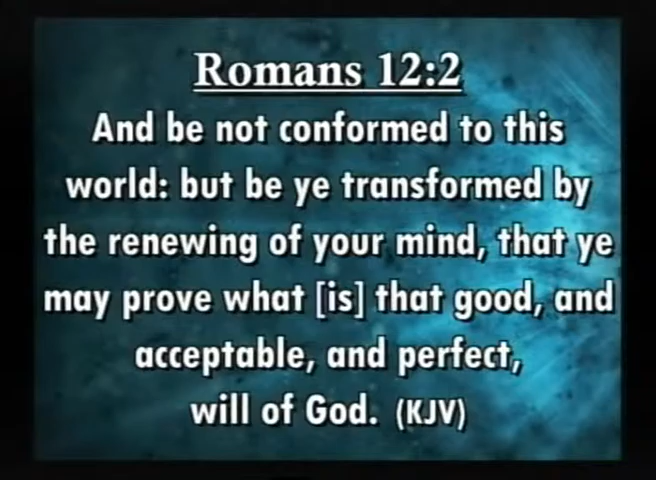 Romans 12:2
And be not conformed to this
world: but be ye transformed by
the renewing of your mind, that ye
may prove what [is] that good, and
acceptable, and perfect,
will of God. (KJV)